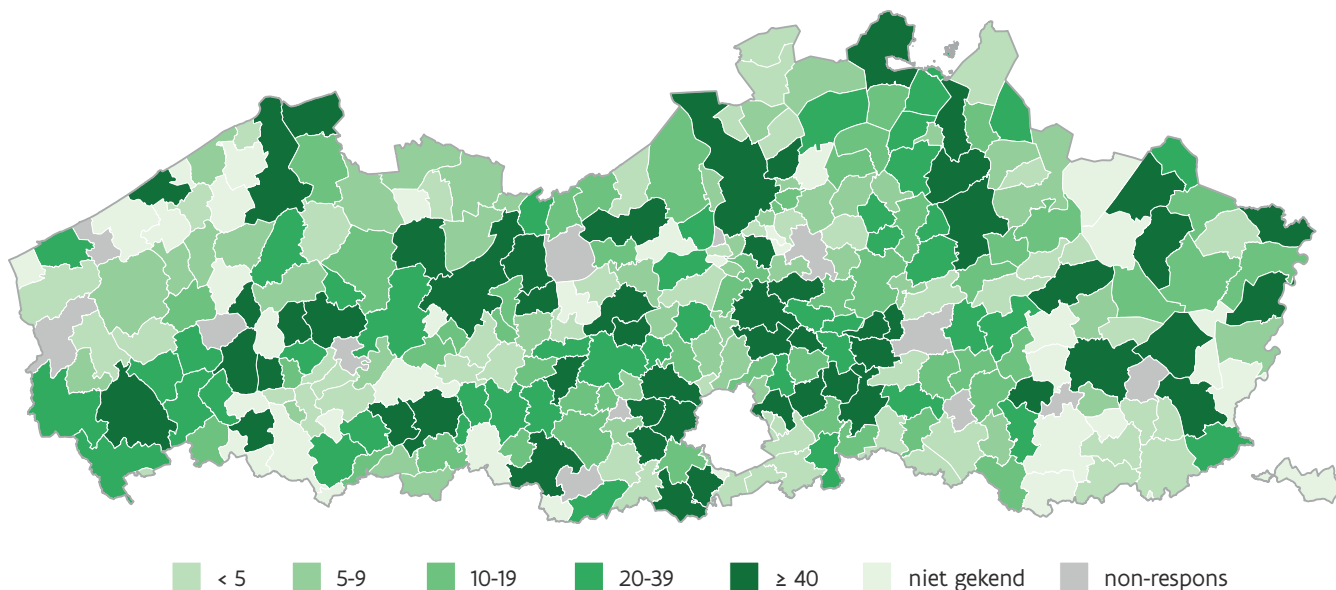 < 5 5-9 10-19 20-39 ≥ 40 niet gekend non-respons